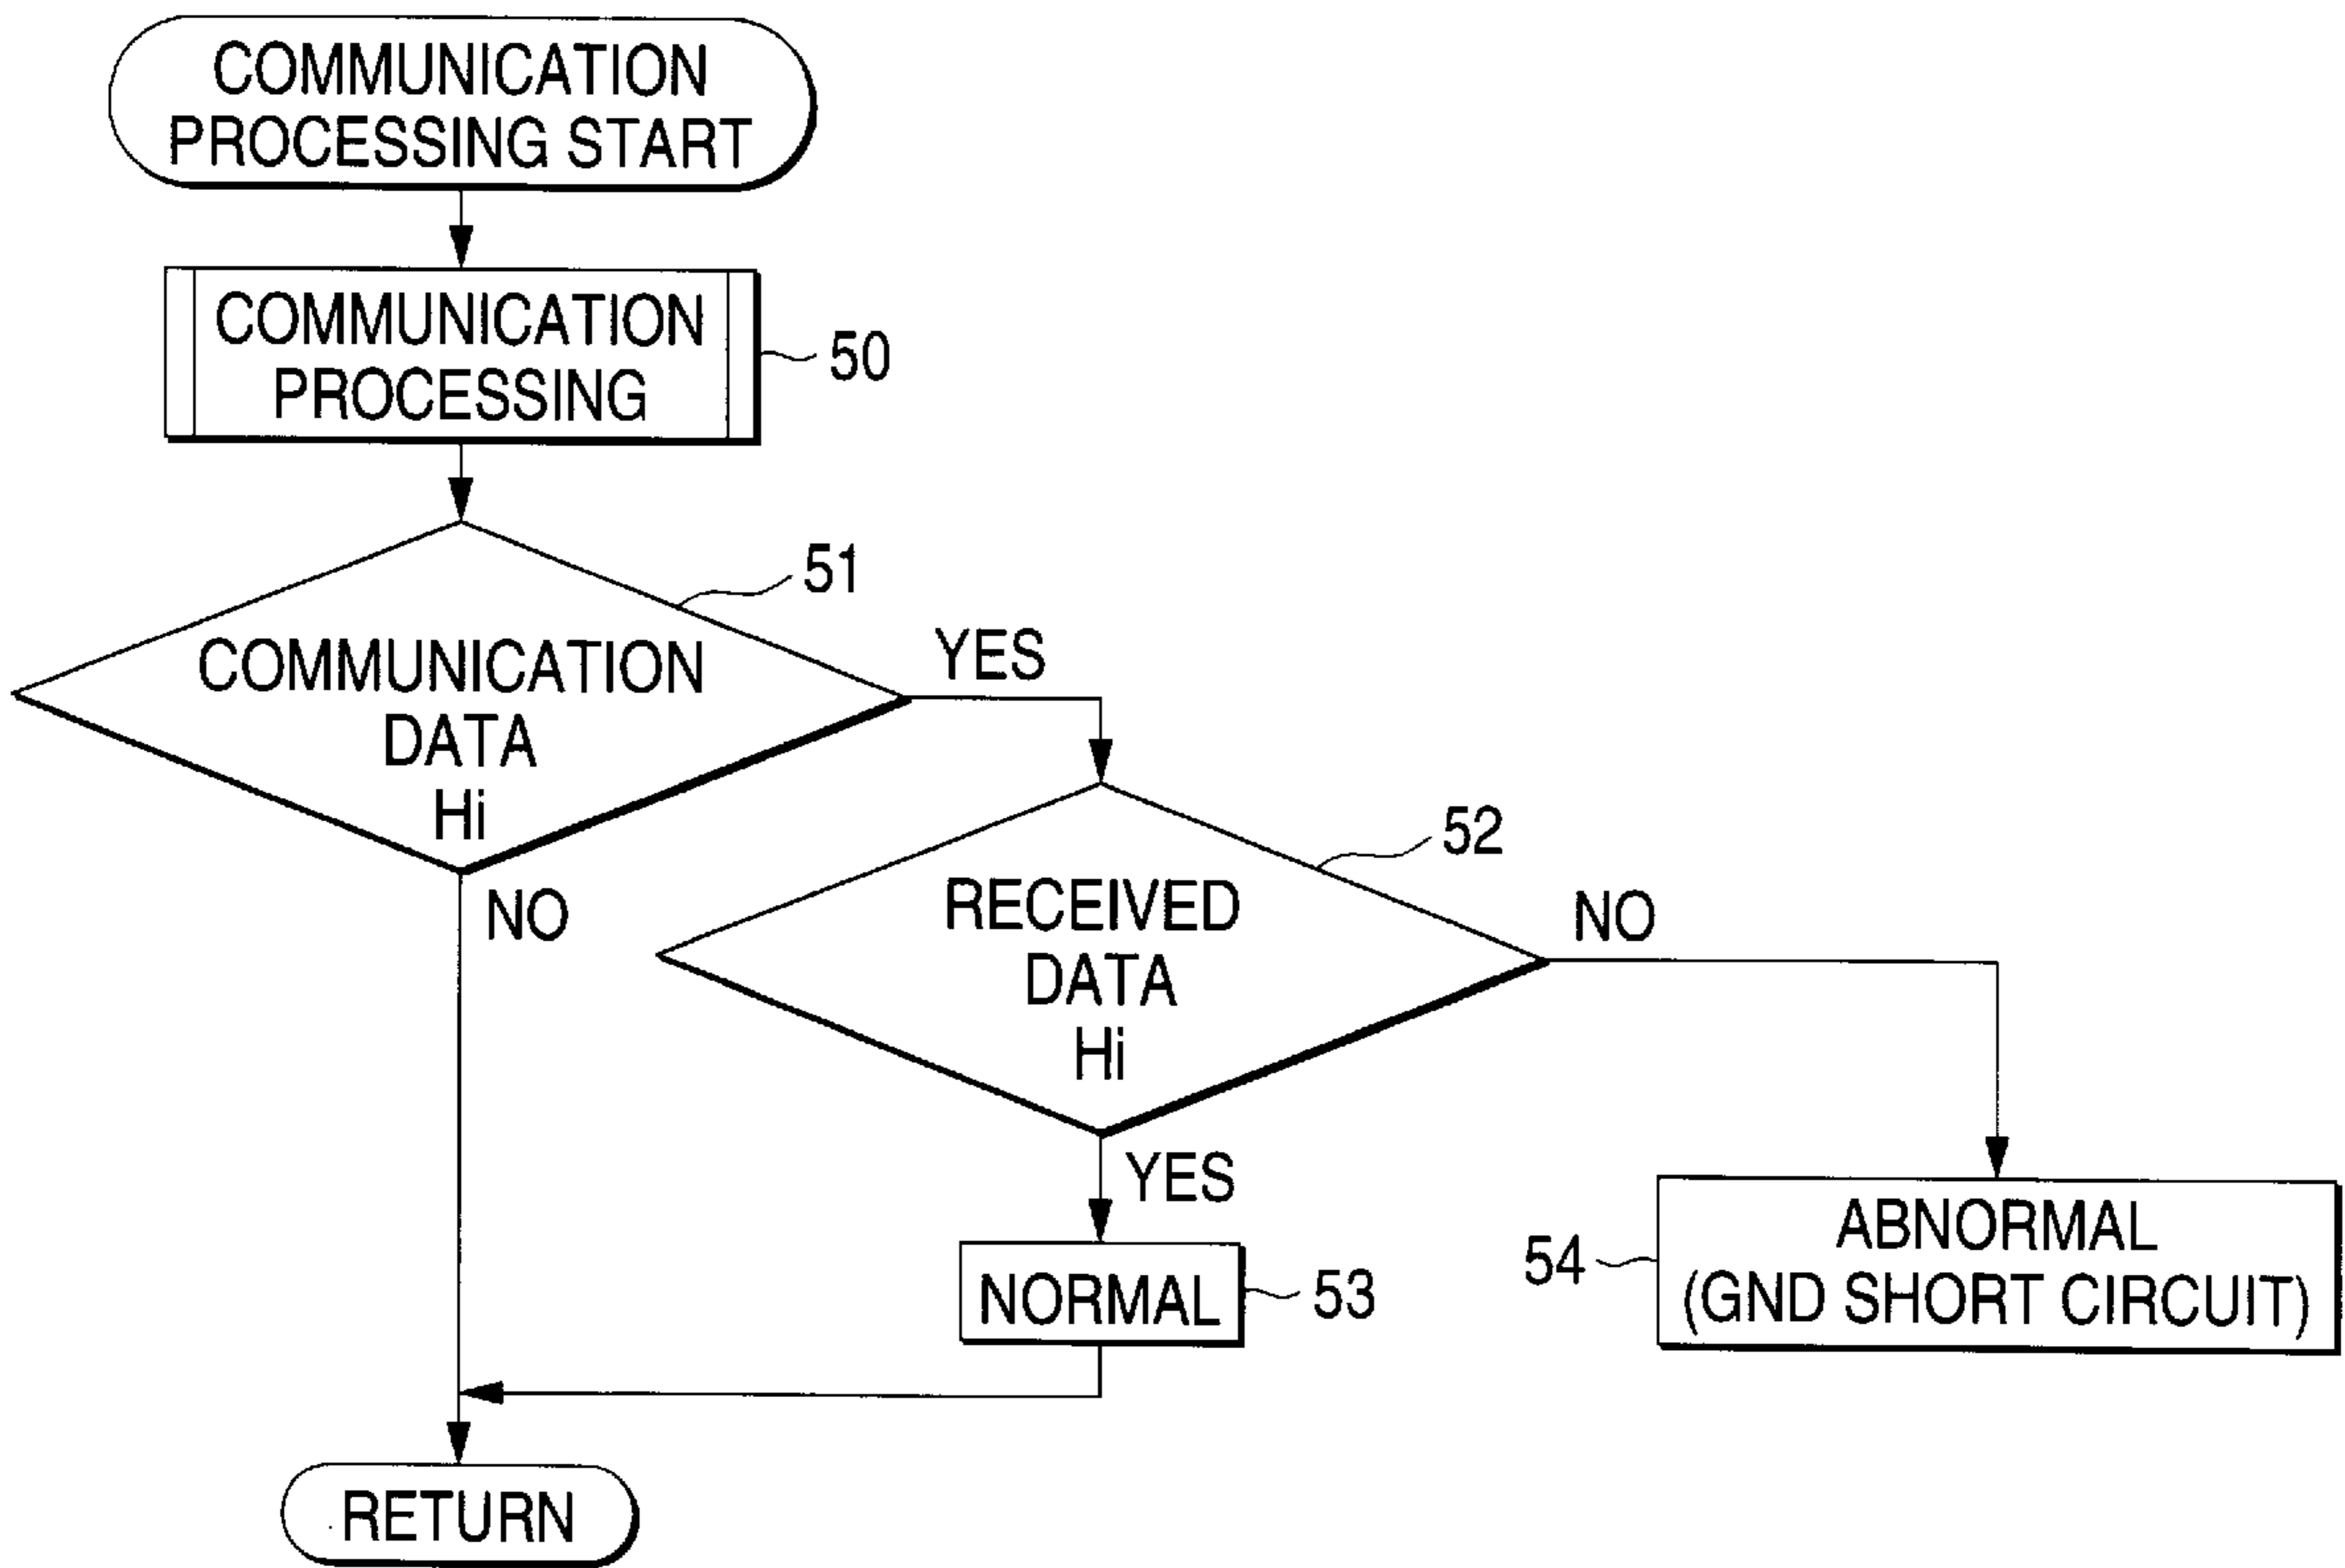 COMMUNICATION
PROCESSING START
COMMUNICATION
PROCESSING
50
51
COMMUNICATION
DATA
Hi
YES
NO
52
RECEIVED
DATA
Hi
NO
YES
NORMAL
53
54
ABNORMAL
(GND SHORT CIRCUIT)
RETURN